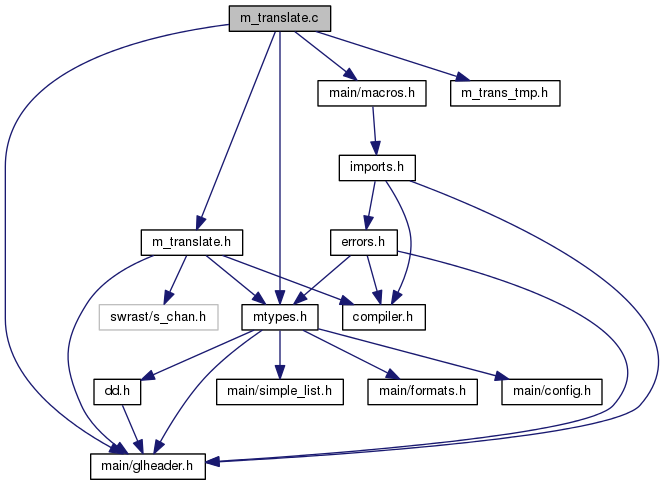 m_translate.c
main/macros.h
m_trans_tmp.h
imports.h
m_translate.h
errors.h
swrast/s_chan.h
mtypes.h
compiler.h
dd.h
main/simple_list.h
main/formats.h
main/config.h
main/glheader.h